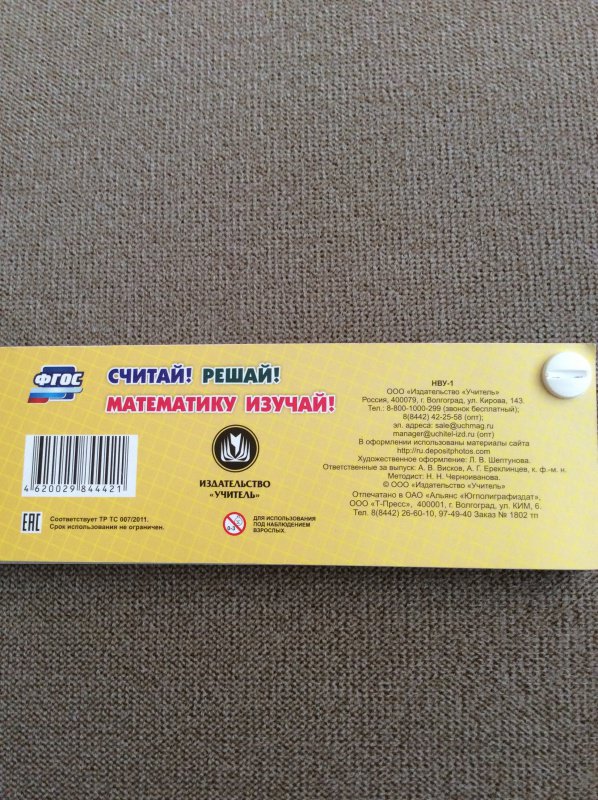 ФГОС
СЧИТАЙ! РЕШАЙ!
МАТЕМАТИКУ ИЗУЧАЙ!
4620029844421
ЕАС
Соответствует ТР ТС 007/2011.
Срок использования не ограничен.
ИЗДАТЕЛЬСТВО
«УЧИТЕЛЬ»
0-3
ДЛЯ ИСПОЛЬЗОВАНИЯ
ПОД НАБЛЮДЕНИЕМ
ВЗРОСЛЫХ.
НВУ-1
ООО «Издательство «Учитель»
Россия, 400079, г. Волгоград, ул. Кирова, 143.
Тел.: 8-800-1000-299 (звонок бесплатный);
8(8442) 42-25-58 (опт)
эл. адреса: sale@uchmag.ru
manager@uchitel-izd.ru (опт)
В оформлении использованы материалы сайта
http://ru.depositphotos.com
Художественное оформление: Л. В. Шептунова.
Ответственные за выпуск: А. В. Висков, А. Г. Ереклинцев, к. ф.-м. н.
Методист: Н. Н. Черноиванова.
© ООО «Издательство «Учитель»
Отпечатано в ОАО «Альянс «Югполиграфиздат»,
ООО «Т-Пресс», 400001, г. Волгоград, ул. КИМ, 6.
Тел. 8(8442) 26-60-10, 97-49-40 Заказ № 1802 тп